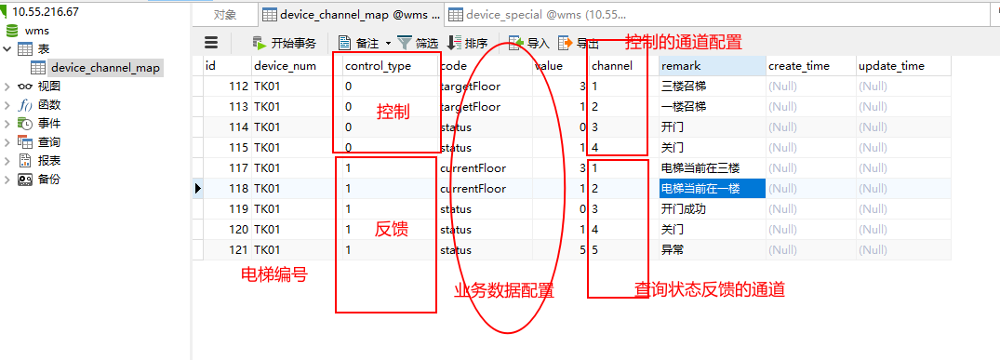 10.55.216.67
对象 device_channel_map @wms ... device_special @wms (10.55...
wms
表
device_channel_map
视图
函数
事件
查询
报表
备份
开始事务 备注 筛选 排序 导入 导出
控制的通道配置
id device_num control_type code value channel remark create_time update_time
112 TK01 0 targetFloor 3 1 三楼召梯 (Null) (Null)
113 TK01 0 targetFloor 1 2 一楼召梯 (Null) (Null)
控制
114 TK01 0 status 0 3 开门 (Null) (Null)
115 TK01 0 status 1 4 关门 (Null) (Null)
117 TK01 1 currentFloor 3 1 电梯当前在三楼 (Null) (Null)
118 TK01 1 currentFloor 1 2 电梯当前在一楼 (Null) (Null)
119 TK01 1 status 0 3 开门成功 (Null) (Null)
反馈
120 TK01 1 status 1 4 关门 (Null) (Null)
121 TK01 1 status 5 5 异常 (Null) (Null)
电梯编号
业务数据配置
查询状态反馈的通道